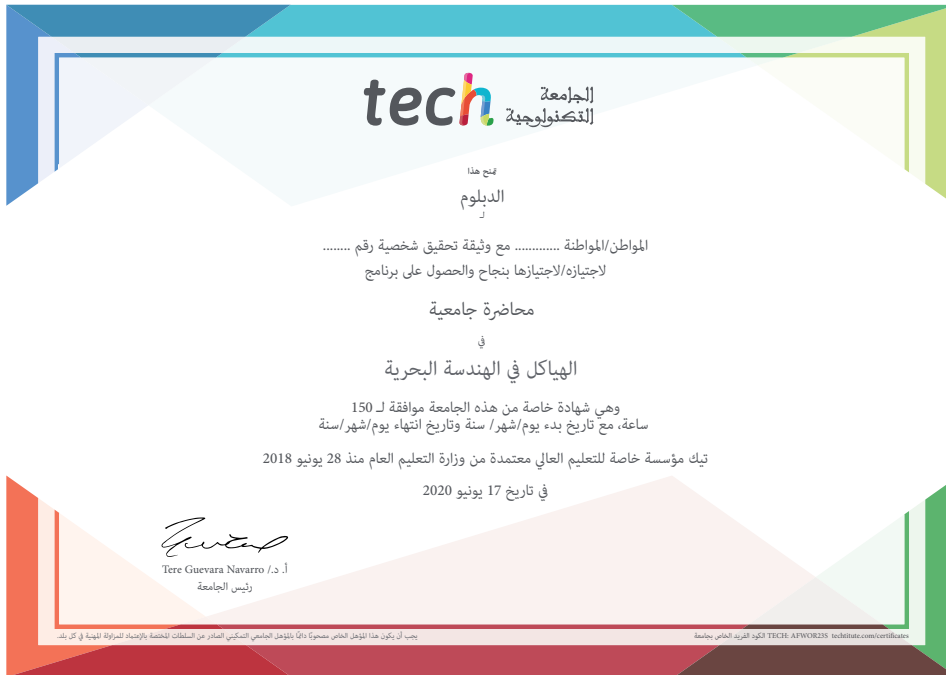 tech
الجامعة
التكنولوجية
يمنح هذا
الدبلوم
لـ
المواطن/المواطنة ............ مع وثيقة تحقيق شخصية رقم ........
لاجتيازه/لاجتيازها بنجاح والحصول على برنامج
محاضرة جامعية
في
الهياكل في الهندسة البحرية
وهي شهادة خاصة من هذه الجامعة موافقة لـ 150
ساعة، مع تاريخ بدء يوم/شهر/ سنة وتاريخ انتهاء يوم/شهر/سنة
تيك مؤسسة خاصة للتعليم العالي معتمدة من وزارة التعليم العام منذ 28 يونيو 2018
في تاريخ 17 يونيو 2020
أ. د./ Tere Guevara Navarro
رئيس الجامعة
يجب أن يكون هذا المؤهل الخاص مصحوبًا دائمًا بالمؤهل الجامعي التمكيني الصادر عن السلطات المختصة بالإعتماد للمزاولة المهنية في كل بلد.
الكود الفريد الخاص بجامعة TECH: AFWOR23S techtitute.com/certificates